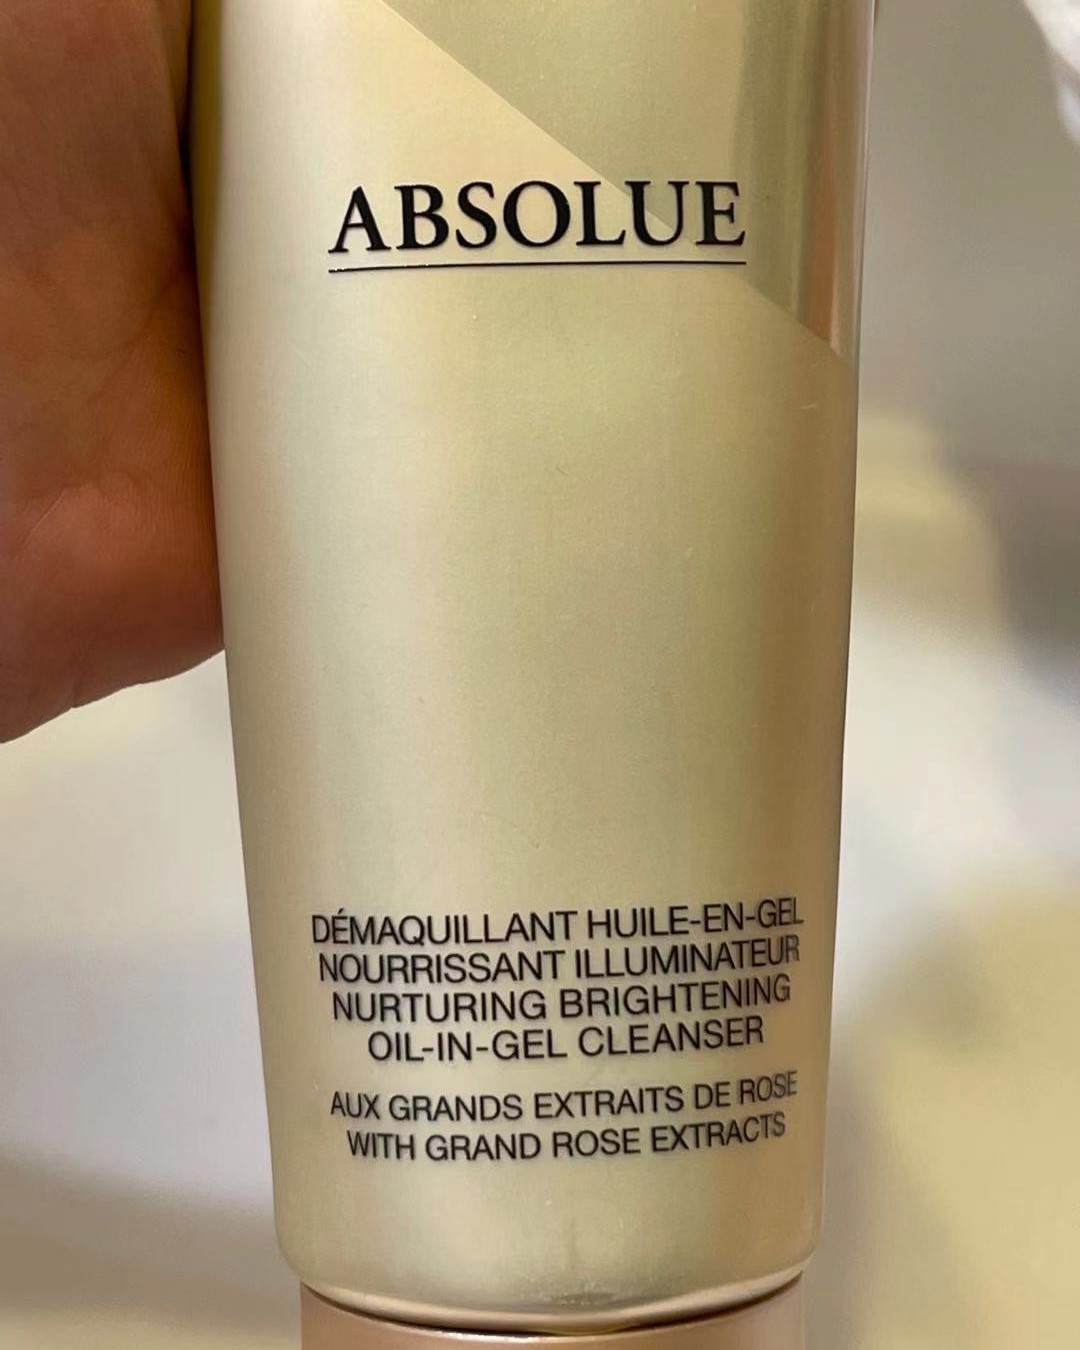 ABSOLUE
DÉMAQUILLANT HUILE-EN-GEL
NOURRISSANT ILLUMINATEUR
NURTURING BRIGHTENING
OIL-IN-GEL CLEANSER
AUX GRANDS EXTRAITS DE ROSE
WITH GRAND ROSE EXTRACTS